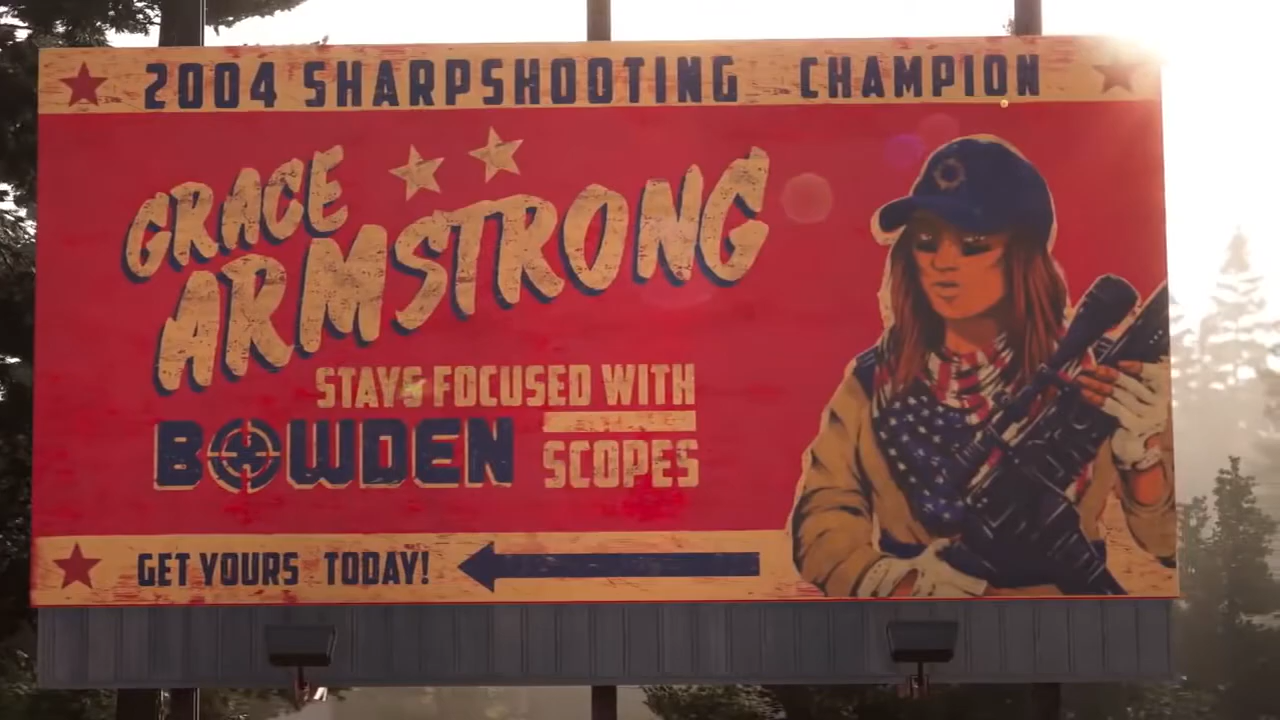 2004 SHARPSHOOTING CHAMPION
GRACE
ARMSTRONG
STAYS FOCUSED WITH
BOWDEN SCOPES
GET YOURS TODAY!